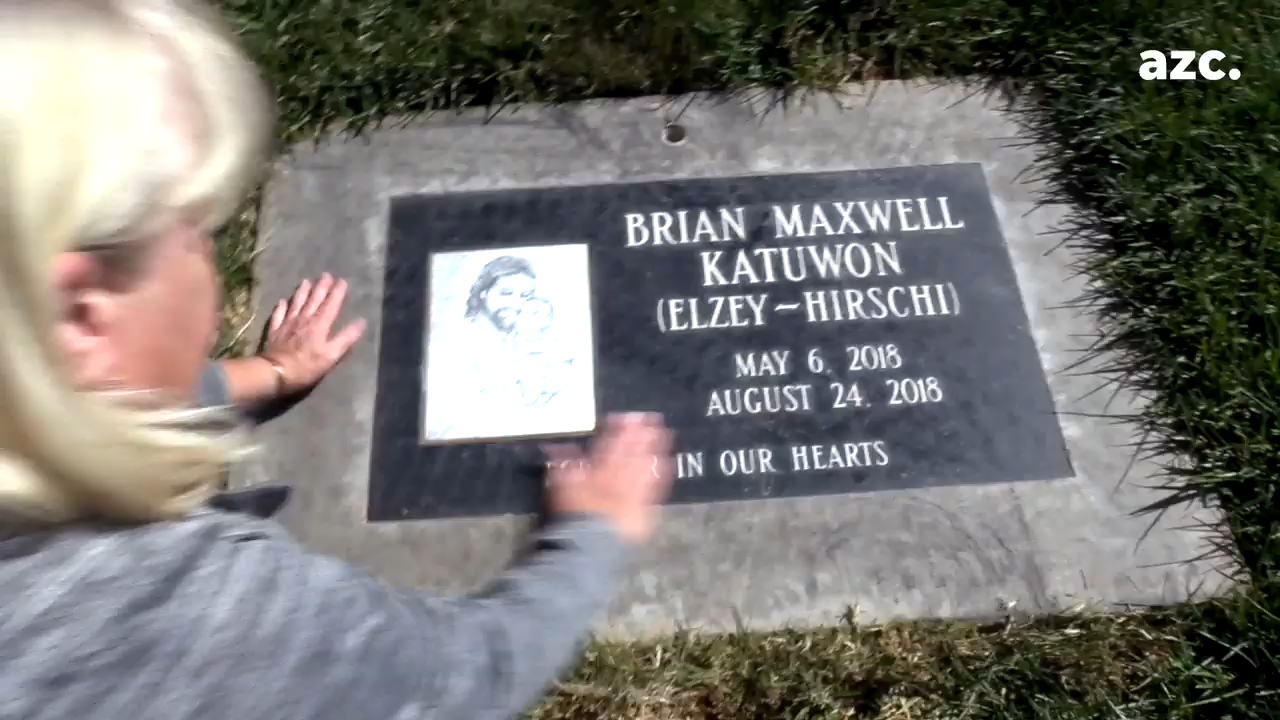 azc.
BRIAN MAXWELL
KATUWON
(ELZEY-HIRSCHI)
MAY 6, 2018
AUGUST 24, 2018
IN OUR HEARTS